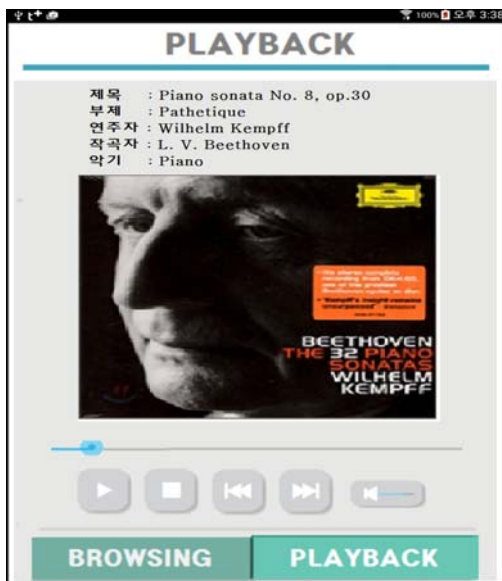 100% 오후 3:38
PLAYBACK
제목 : Piano sonata No. 8, op.30
부제 : Pathetique
연주자 : Wilhelm Kempff
작곡자 : L. V. Beethoven
악기 : Piano
BEETHOVEN
THE 32 PIANO
SONATAS
WILHELM
KEMPFF
BROWSING
PLAYBACK